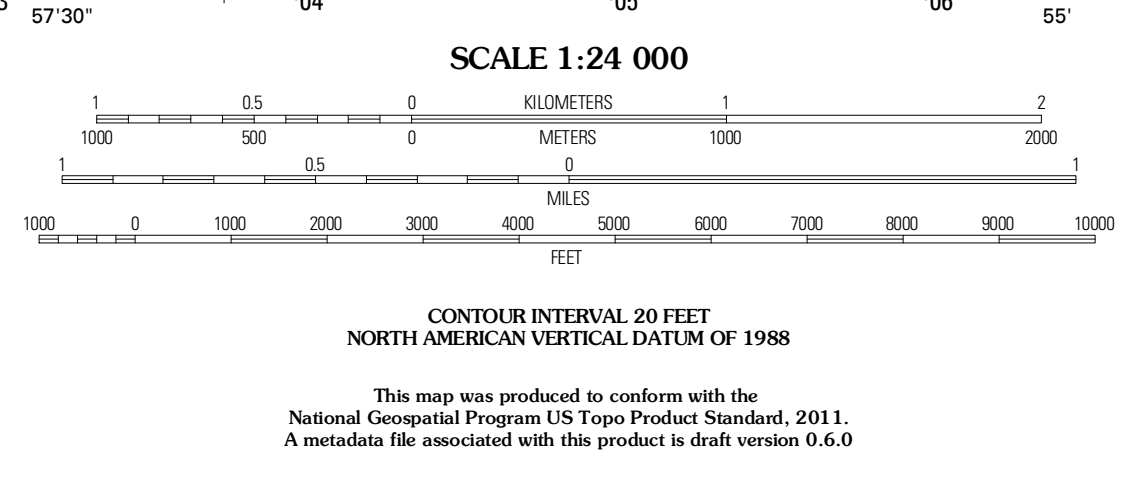 57'30" 55'
SCALE 1:24 000
1 0.5 0 KILOMETERS 1 2
1000 500 0 METERS 1000 2000
1 0.5 0 1
MILES
1000 0 1000 2000 3000 4000 5000 6000 7000 8000 9000 10000
FEET
CONTOUR INTERVAL 20 FEET
NORTH AMERICAN VERTICAL DATUM OF 1988
This map was produced to conform with the
National Geospatial Program US Topo Product Standard, 2011.
A metadata file associated with this product is draft version 0.6.0